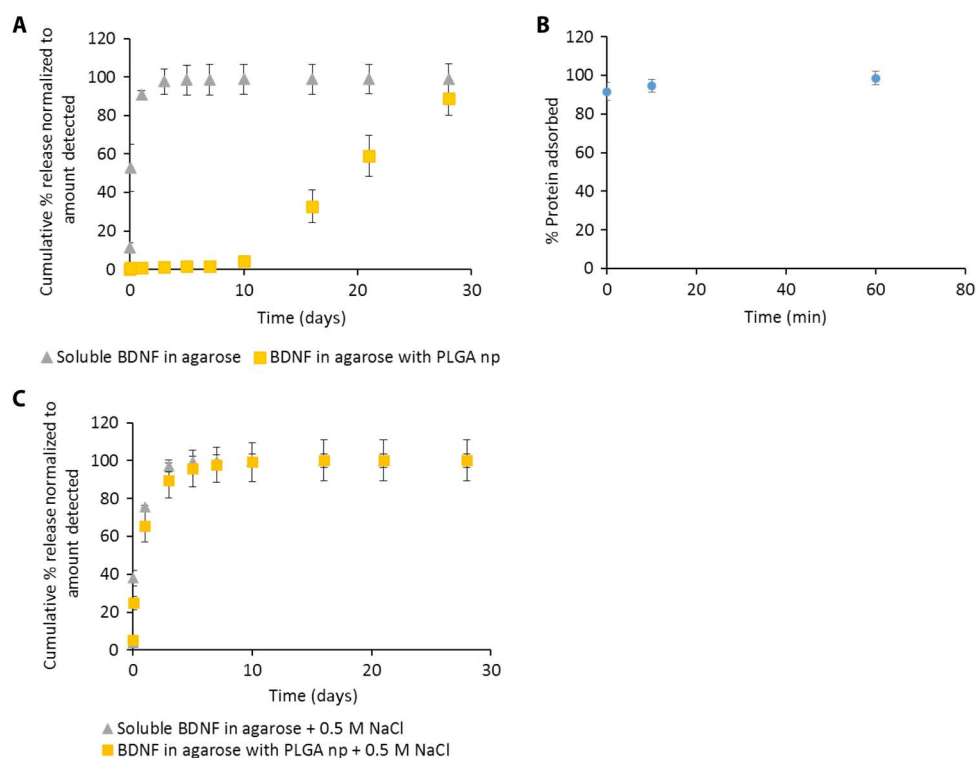 A
Cumulative % release normalized to
amount detected
120
100
80
60
40
20
0
0
10
20
30
Time (days)
Soluble BDNF in agarose
BDNF in agarose with PLGA np
B
% Protein adsorbed
120
100
80
60
40
20
0
0
20
40
60
80
Time (min)
C
Cumulative % release normalized to
amount detected
120
100
80
60
40
20
0
0
10
20
30
Time (days)
Soluble BDNF in agarose + 0.5 M NaCl
BDNF in agarose with PLGA np + 0.5 M NaCl